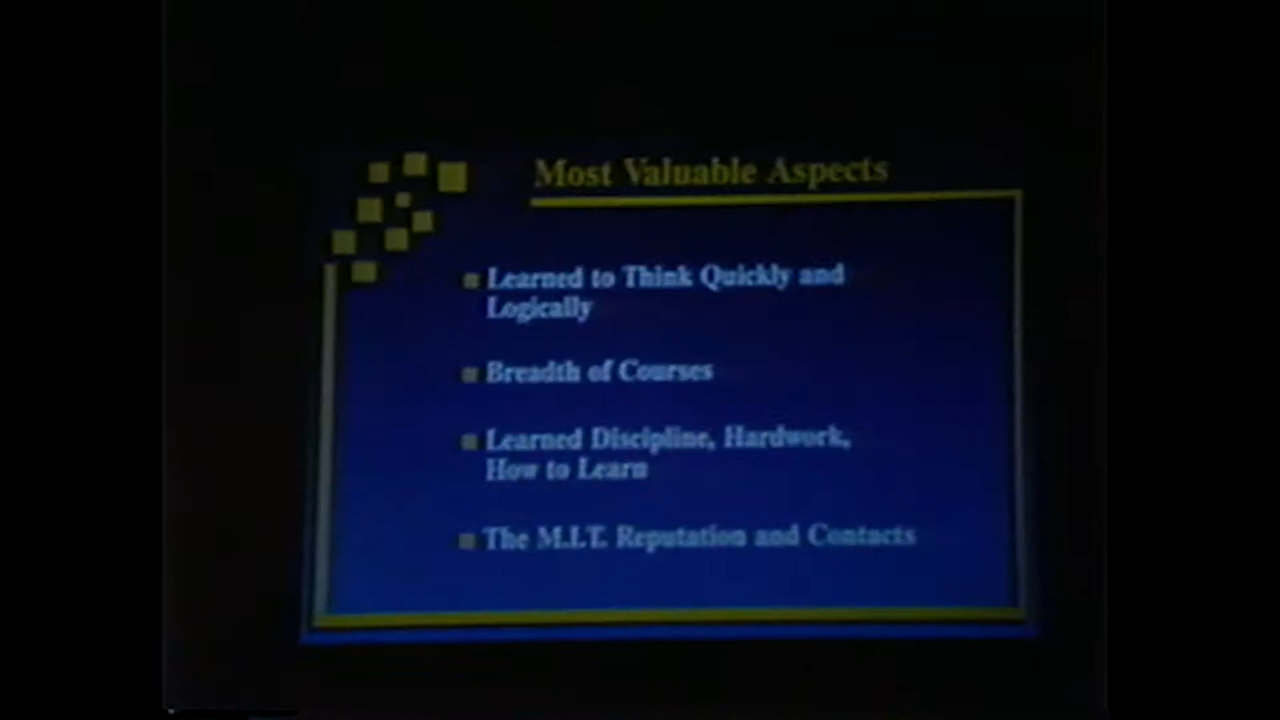 Most Valuable Aspects
Learned to Think Quickly and
Logically
Breadth of Courses
Learned Discipline, Hardwork,
How to Learn
The M.I.T. Reputation and Contacts